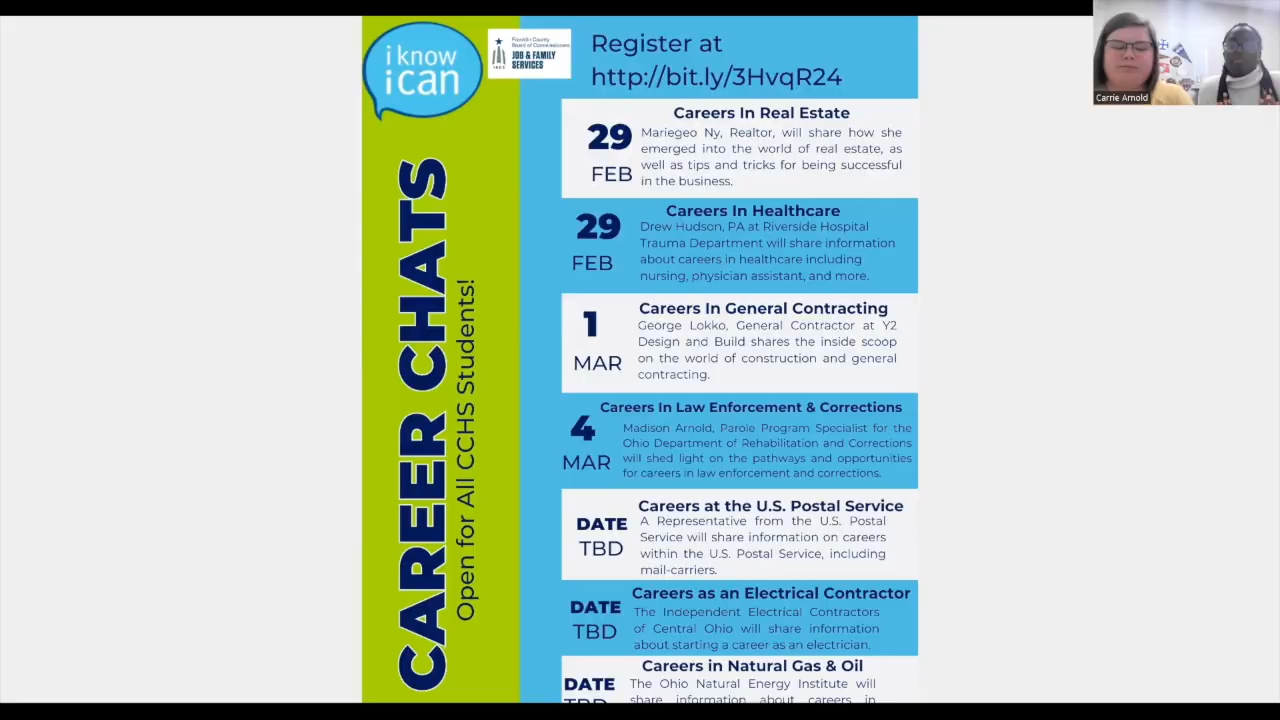 i know
i can
Franklin County
Board of Commissioners
JOB & FAMILY
SERVICES
Register at
http://bit.ly/3HvqR24
CAREER CHATS
Open for All CCHS Students!
Careers In Real Estate
29
FEB
Mariegeo Ny, Realtor, will share how she
emerged into the world of real estate, as
well as tips and tricks for being successful
in the business.
Careers In Healthcare
29
FEB
Drew Hudson, PA at Riverside Hospital
Trauma Department will share information
about careers in healthcare including
nursing, physician assistant, and more.
Careers In General Contracting
1
MAR
George Lokko, General Contractor at Y2
Design and Build shares the inside scoop
on the world of construction and general
contracting.
Careers In Law Enforcement & Corrections
4
MAR
Madison Arnold, Parole Program Specialist for the
Ohio Department of Rehabilitation and Corrections
will shed light on the pathways and opportunities
for careers in law enforcement and corrections.
Careers at the U.S. Postal Service
DATE
TBD
A Representative from the U.S. Postal
Service will share information on careers
within the U.S. Postal Service, including
mail-carriers.
Careers as an Electrical Contractor
DATE
TBD
The Independent Electrical Contractors
of Central Ohio will share information
about starting a career as an electrician.
Careers in Natural Gas & Oil
DATE
TBD
The Ohio Natural Energy Institute will
share information about careers in
Carrie Arnold